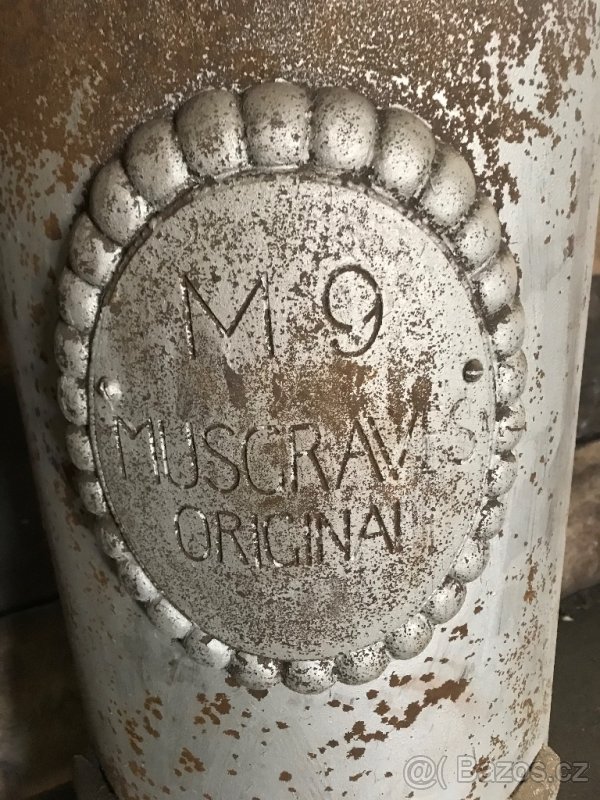 M 9
MUSGRAVE'S
ORIGINAL
@( Bazos.cz